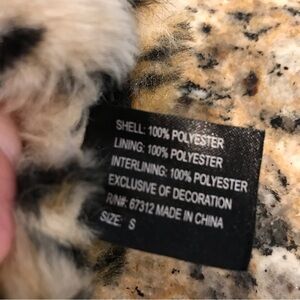 SHELL: 100% POLYESTER
LINING: 100% POLYESTER
INTERLINING: 100% POLYESTER
EXCLUSIVE OF DECORATION
RN#: 67312 MADE IN CHINA
SIZE: S